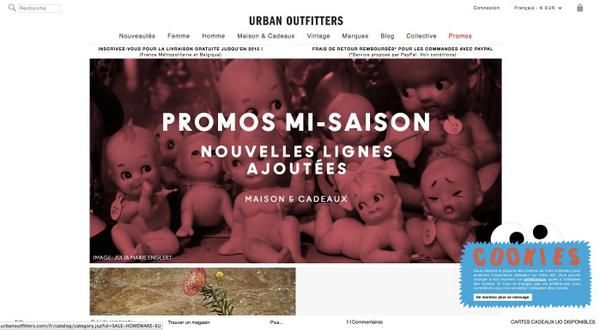 Recherche
Connexion
Français - € EUR
URBAN OUTFITTERS
Nouveautés Femme Homme Maison & Cadeaux Vintage Marques Blog Collective Promos
INSCRIVEZ-VOUS POUR LA LIVRAISON GRATUITE JUSQU'EN 2015 !
(France Métropolitaine et Belgique)
FRAIS DE RETOUR REMBOURSÉS* POUR LES COMMANDES AVEC PAYPAL
(*Service proposé par PayPal. Voir conditions)
PROMOS MI-SAISON
NOUVELLES LIGNES
AJOUTÉES
MAISON & CADEAUX
IMAGE: JULIA MARIE ENGLERT
COOKIES
Ne montrez plus ce message
Trouver un magasin
Plus...
Commentaires
CARTES CADEAUX UO DISPONIBLES
urbanoutfitters.com/fr/catalog/category.jsp?id=SALE-HOMEWARE-EU